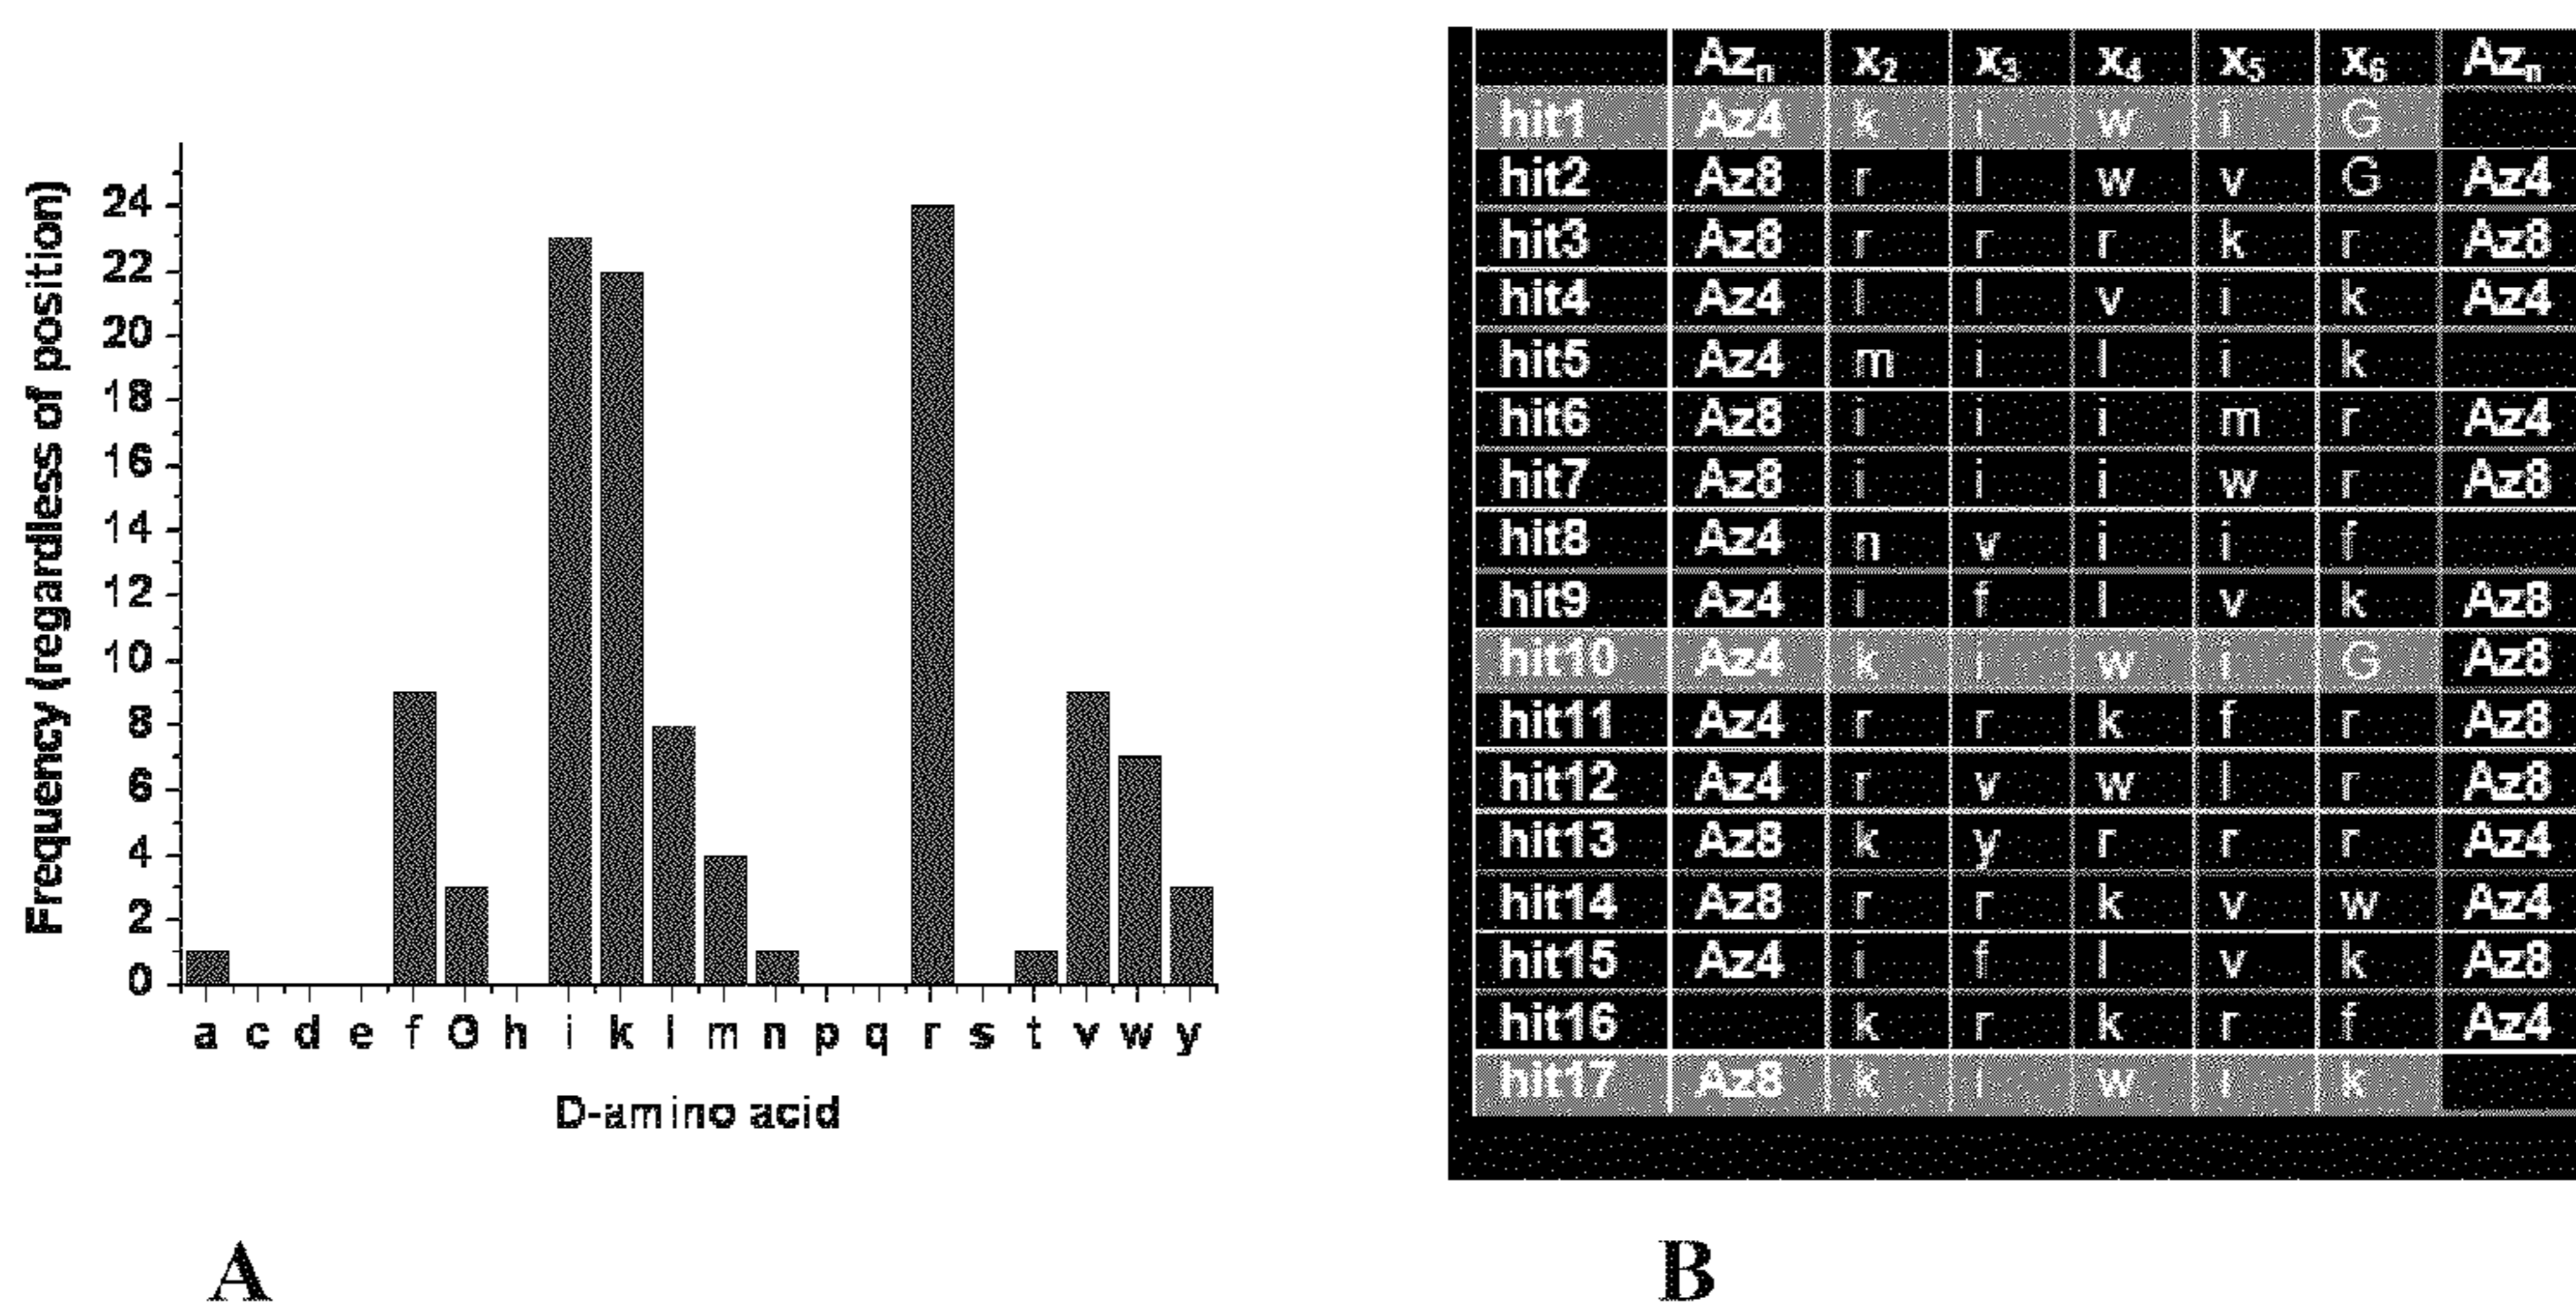 Frequency (regardless of position)
24
22
20
18
16
14
12
10
8
6
4
2
0
a c d e f G h i k l m n p q r s t v w y
D-amino acid
A
Azn x2 x3 x4 x5 x6 Azn
hit1 Az4 k i w i G
hit2 Az8 r l w v G Az4
hit3 Az8 r r r k r Az8
hit4 Az4 l l v i k Az4
hit5 Az4 m i l i k
hit6 Az8 i i i m r Az4
hit7 Az8 i i i w r Az8
hit8 Az4 n v i i f
hit9 Az4 i f l v k Az8
hit10 Az4 k i w i G Az8
hit11 Az4 r r k f r Az8
hit12 Az4 r v w l r Az8
hit13 Az8 k y r r r Az4
hit14 Az8 r r k v w Az4
hit15 Az4 i f l v k Az8
hit16 k r k r f Az4
hit17 Az8 k i w i k
B